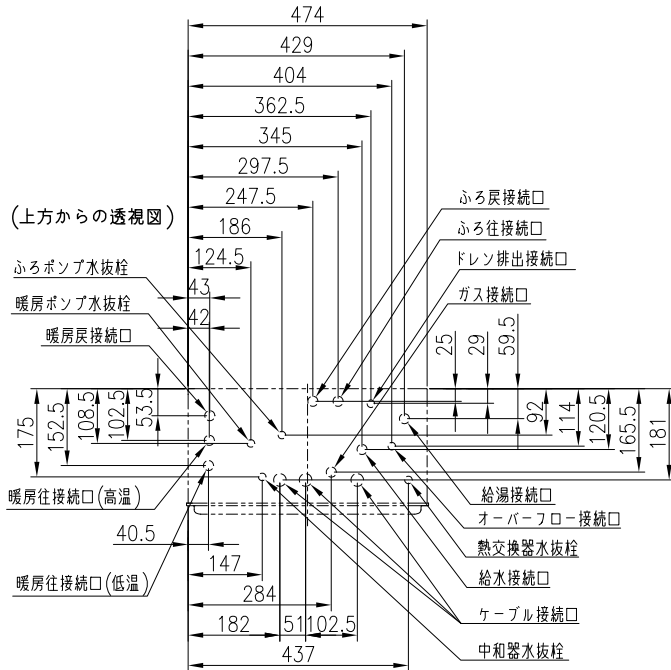 474
429
404
362.5
345
297.5
247.5
(上方からの透視図)
186
124.5
43
42
ふろ戻接続口
ふろ往接続口
ドレン排出接続口
ガス接続口
ふろポンプ水抜栓
暖房ポンプ水抜栓
暖房戻接続口
25
29
59.5
175
152.5
108.5
102.5
53.5
92
114
120.5
165.5
181
暖房往接続口(高温)
暖房往接続口(低温)
給湯接続口
オーバーフロー接続口
熱交換器水抜栓
給水接続口
ケーブル接続口
中和器水抜栓
40.5
147
284
182
51
102.5
437